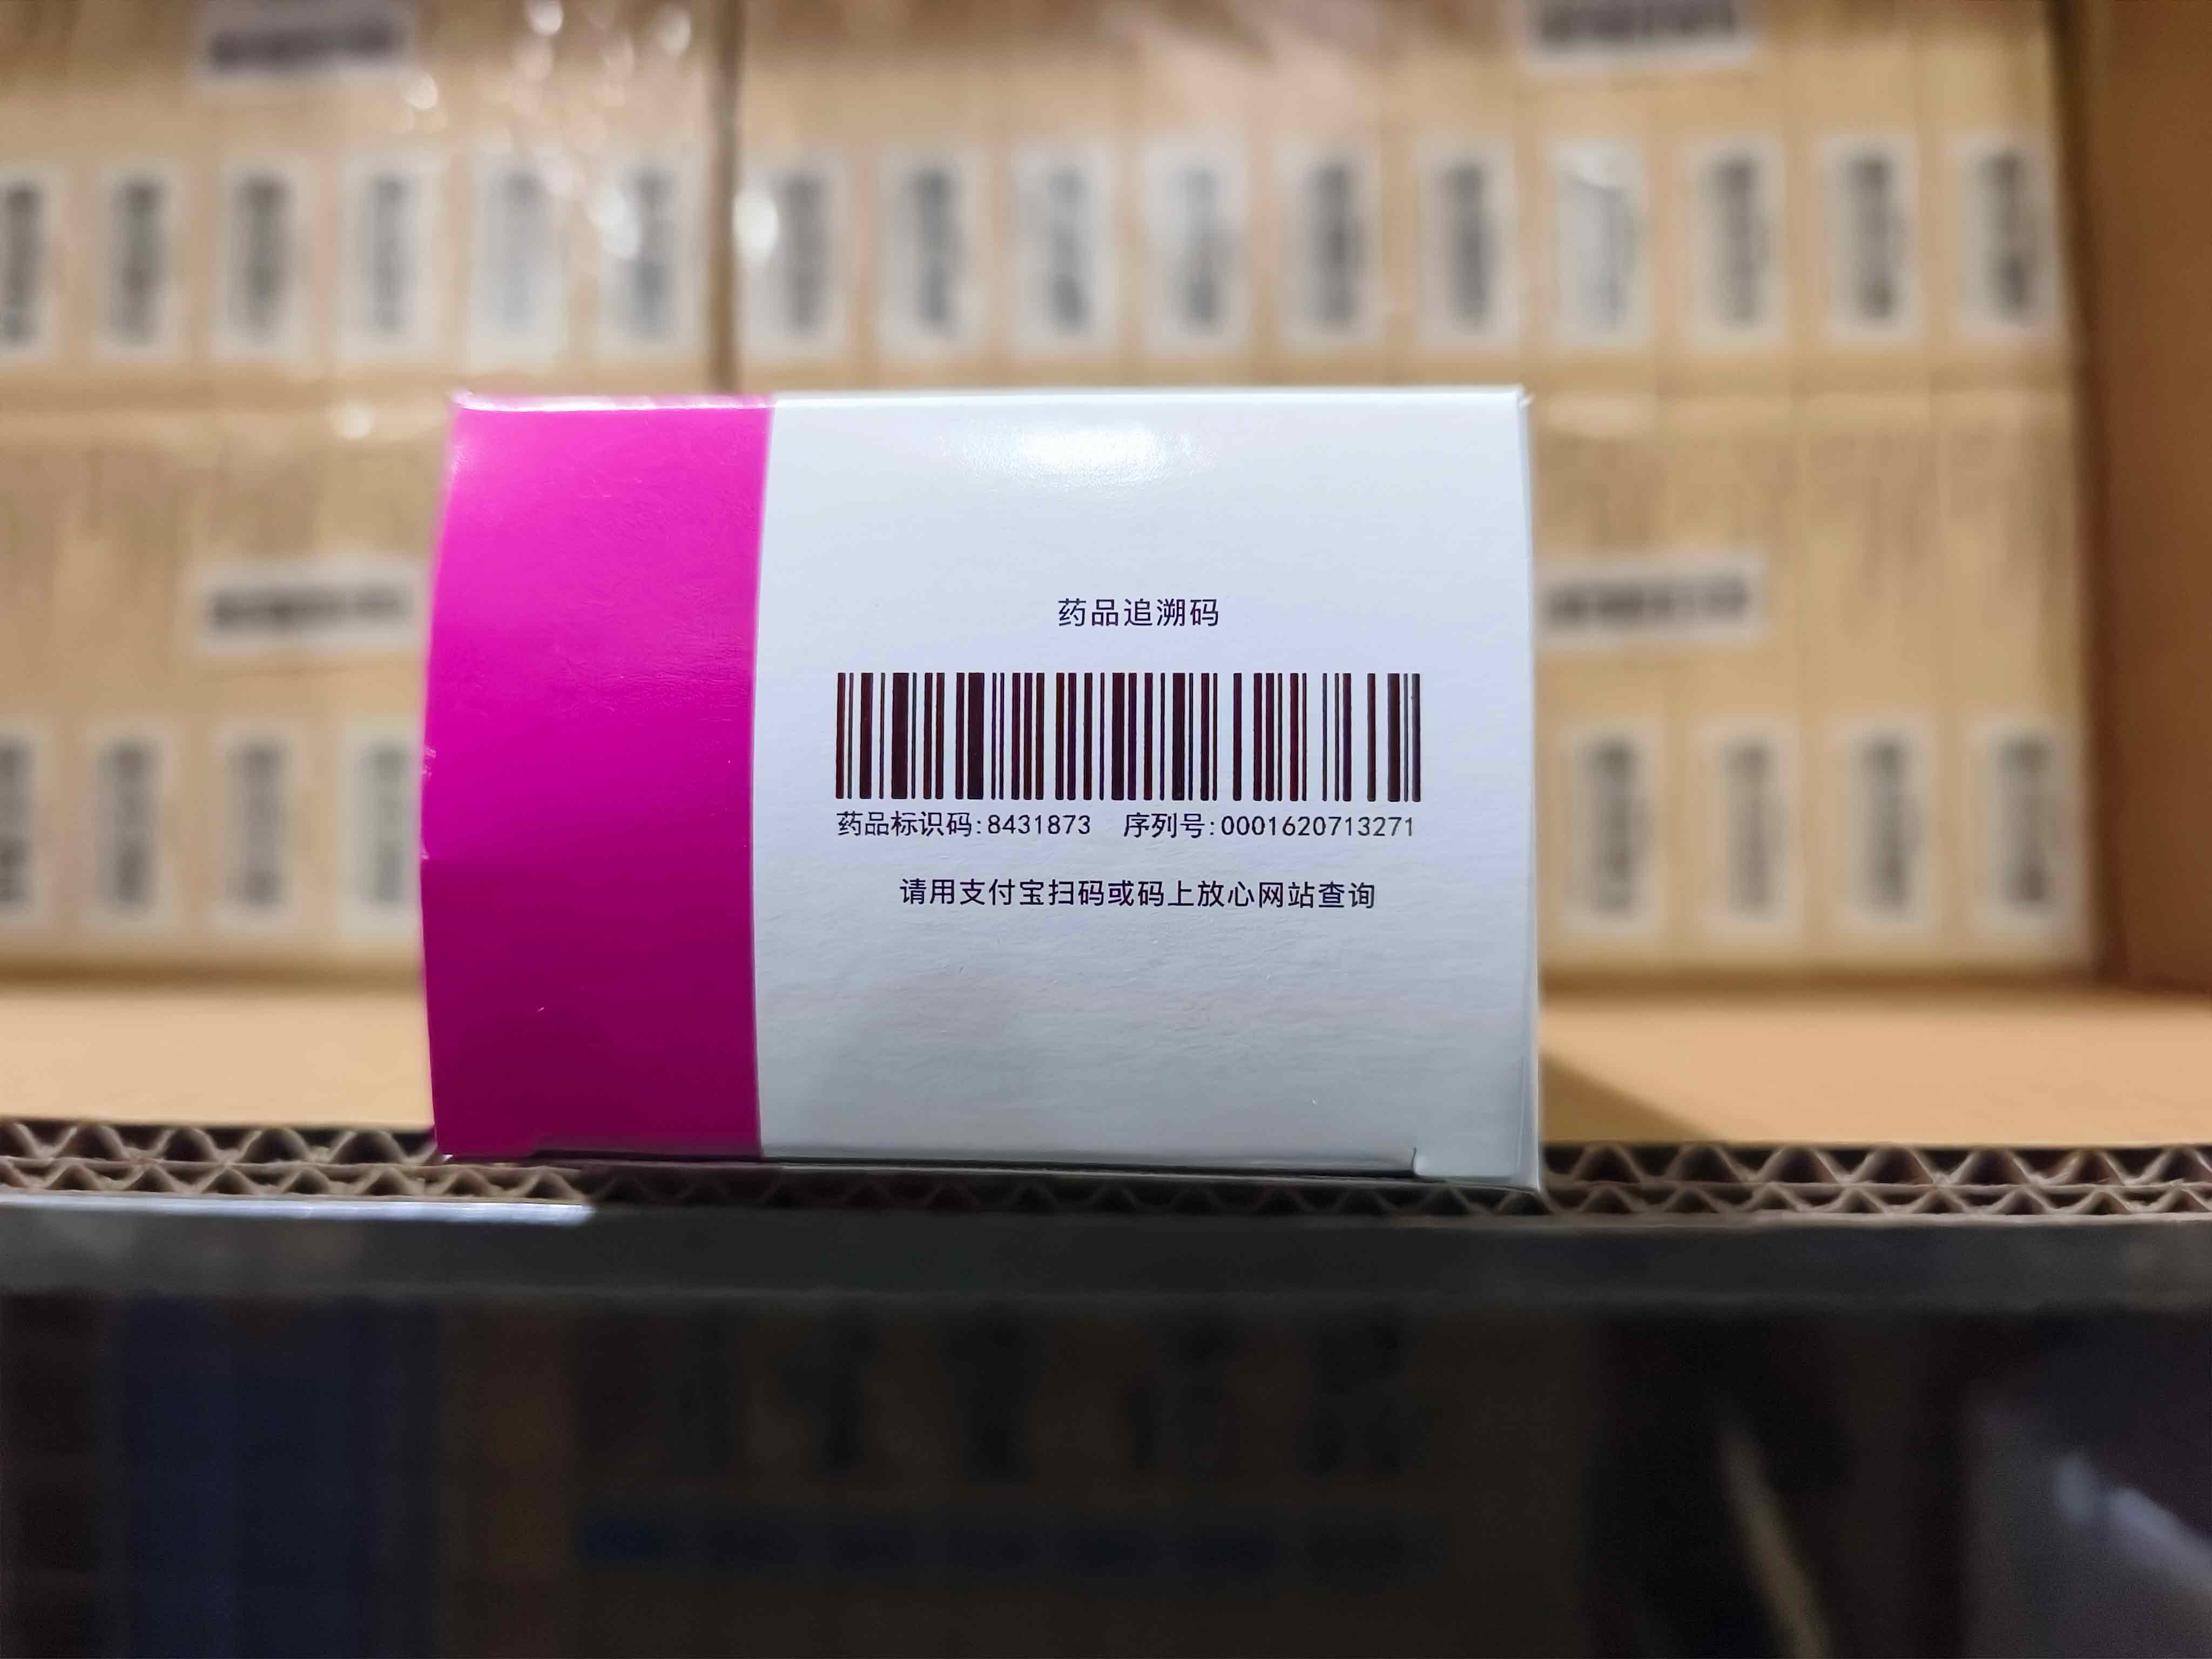 药品追溯码
药品标识码:8431873 序列号:0001620713271
请用支付宝扫码或码上放心网站查询